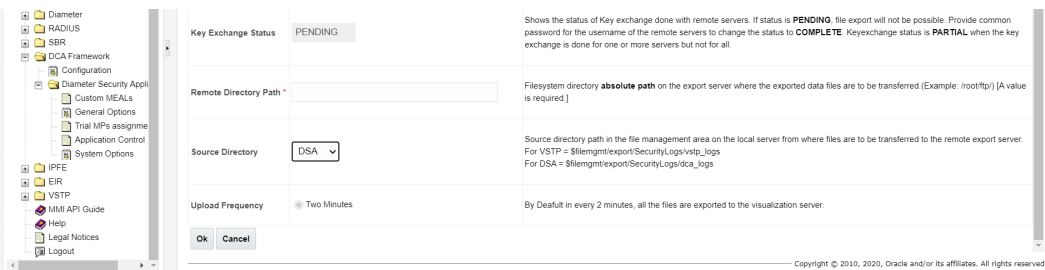 Diameter
RADIUS
SBR
DCA Framework
Configuration
Diameter Security Appli
Custom MEALs
General Options
Trial MPs assignme
Application Control
System Options
IPFE
EIR
VSTP
MMI API Guide
Help
Legal Notices
Logout
Key Exchange Status
PENDING
Shows the status of Key exchange done with remote servers. If status is PENDING, file export will not be possible. Provide common
password for the username of the remote servers to change the status to COMPLETE. Keyexchange status is PARTIAL when the key
exchange is done for one or more servers but not for all.
Remote Directory Path *
Filesystem directory absolute path on the export server where the exported data files are to be transferred.(Example: /root/ftp/) [A value
is required.]
Source Directory
DSA
Source directory path in the file management area on the local server from where files are to be transferred to the remote export server.
For VSTP = $filemgmt/export/SecurityLogs/vstp_logs
For DSA = $filemgmt/export/SecurityLogs/dca_logs
Upload Frequency
Two Minutes
By Deafult in every 2 minutes, all the files are exported to the visualization server.
Ok Cancel
Copyright © 2010, 2020, Oracle and/or its affiliates. All rights reserved